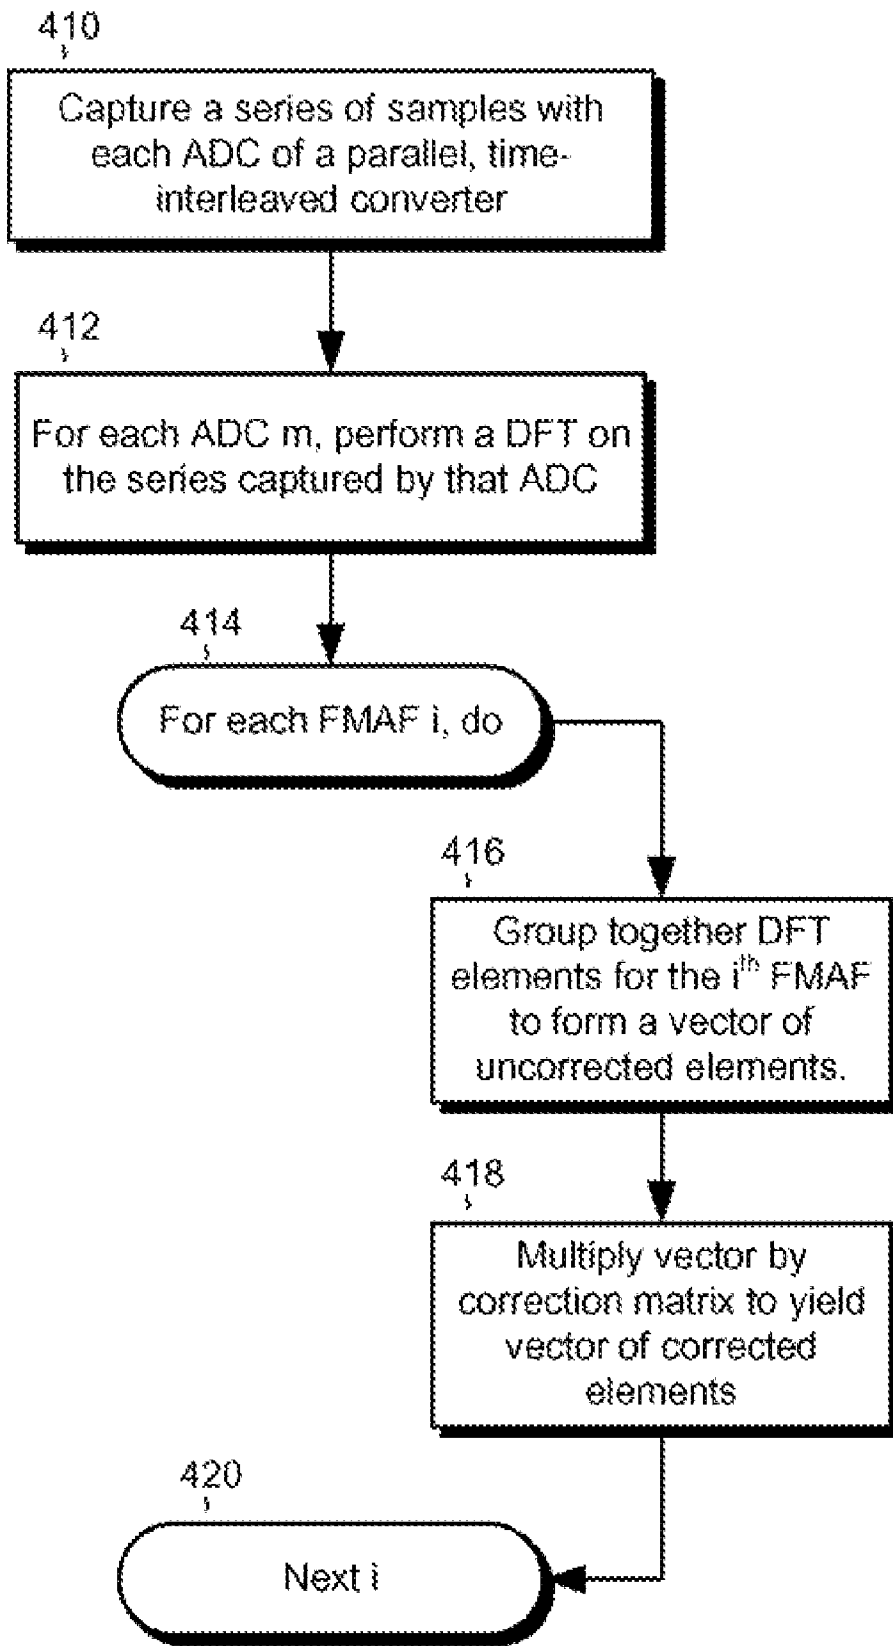 410
Capture a series of samples with
each ADC of a parallel, time-
interleaved converter
412
For each ADC m, perform a DFT on
the series captured by that ADC
414
For each FMAF i, do
416
Group together DFT
elements for the i^th FMAF
to form a vector of
uncorrected elements.
418
Multiply vector by
correction matrix to yield
vector of corrected
elements
420
Next i